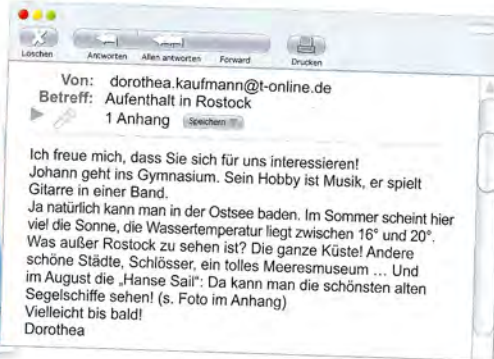 Löschen Antworten Allen antworten Forward Drucken
Von: dorothea.kaufmann@t-online.de
Betreff: Aufenthalt in Rostock
1 Anhang Speichern
Ich freue mich, dass Sie sich für uns interessieren!
Johann geht ins Gymnasium. Sein Hobby ist Musik, er spielt
Gitarre in einer Band.
Ja natürlich kann man in der Ostsee baden. Im Sommer scheint hier
viel die Sonne, die Wassertemperatur liegt zwischen 16° und 20°.
Was außer Rostock zu sehen ist? Die ganze Küste! Andere
schöne Städte, Schlösser, ein tolles Meeresmuseum ... Und
im August die „Hanse Sail“: Da kann man die schönsten alten
Segelschiffe sehen! (s. Foto im Anhang)
Vielleicht bis bald!
Dorothea